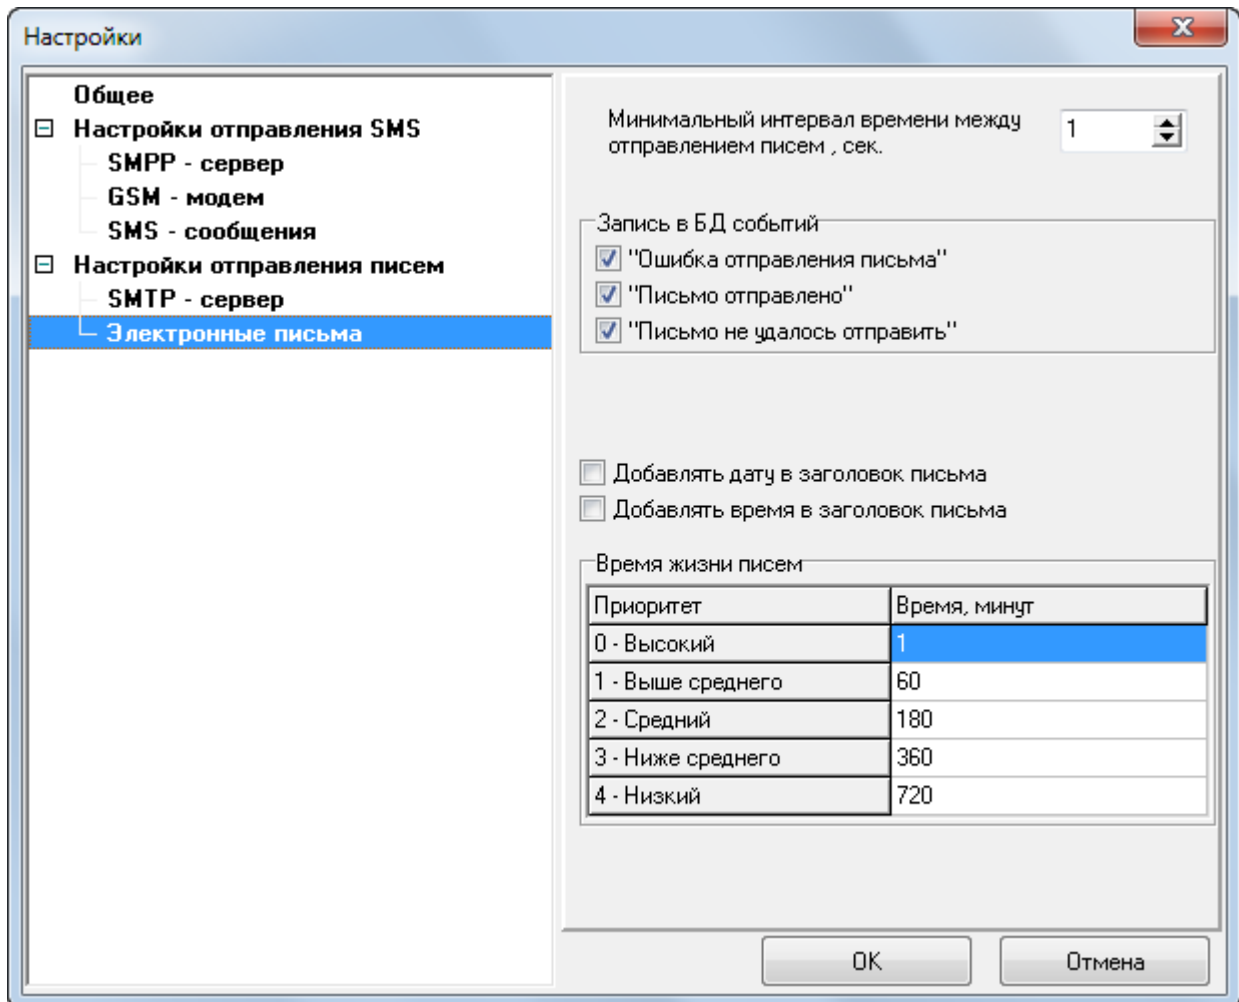 Настройки
Общее
Настройки отправления SMS
SMPP - сервер
GSM - модем
SMS - сообщения
Настройки отправления писем
SMTP - сервер
Электронные письма
Минимальный интервал времени между
отправлением писем , сек.
1
Запись в БД событий
"Ошибка отправления письма"
"Письмо отправлено"
"Письмо не удалось отправить"
Добавлять дату в заголовок письма
Добавлять время в заголовок письма
Время жизни писем
Приоритет Время, минут
0 - Высокий 1
1 - Выше среднего 60
2 - Средний 180
3 - Ниже среднего 360
4 - Низкий 720
OK Отмена